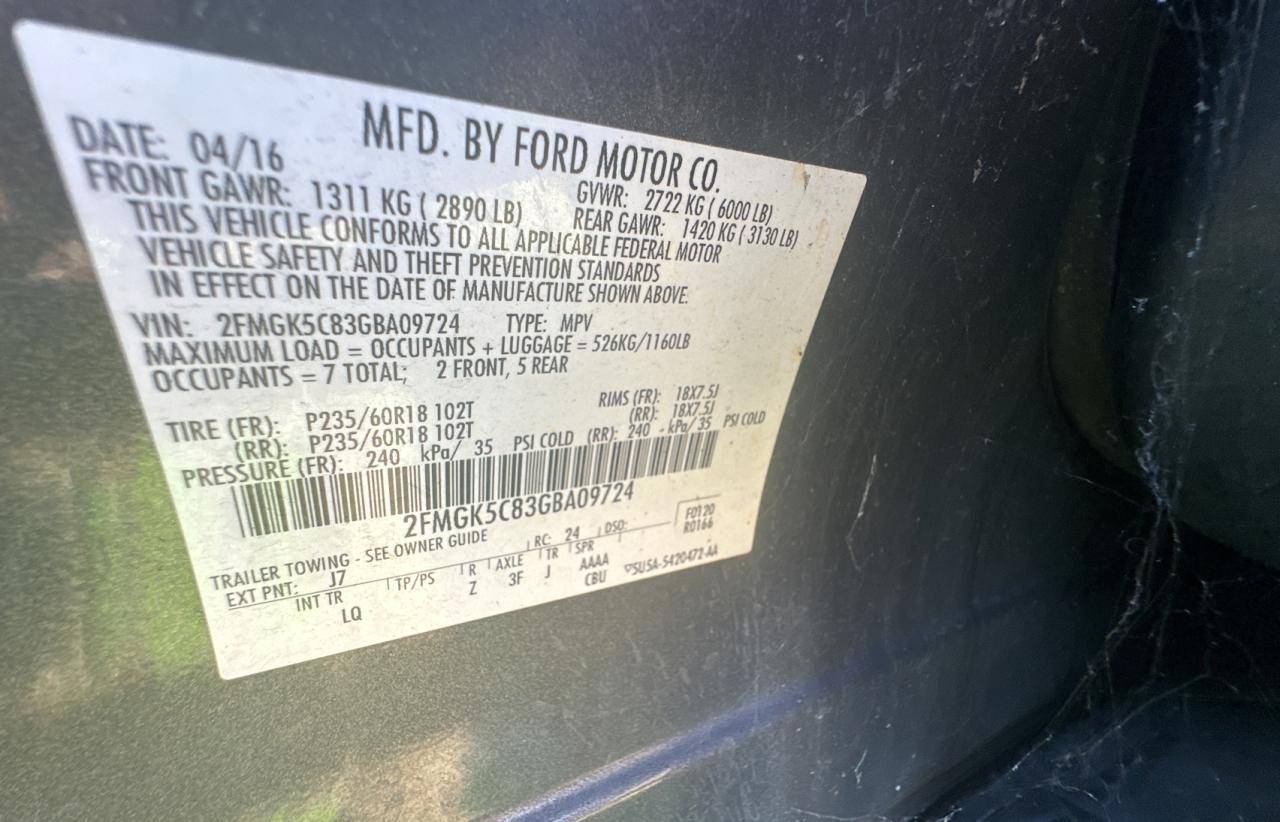 MFD. BY FORD MOTOR CO.
DATE: 04/16 GVWR: 2722 KG ( 6000 LB)
FRONT GAWR: 1311 KG ( 2890 LB) REAR GAWR: 1420 KG ( 3130 LB)
THIS VEHICLE CONFORMS TO ALL APPLICABLE FEDERAL MOTOR
VEHICLE SAFETY AND THEFT PREVENTION STANDARDS
IN EFFECT ON THE DATE OF MANUFACTURE SHOWN ABOVE.
VIN: 2FMGK5C83GBA09724 TYPE: MPV
MAXIMUM LOAD = OCCUPANTS + LUGGAGE = 526KG/1160LB
OCCUPANTS = 7 TOTAL; 2 FRONT, 5 REAR
TIRE (FR): P235/60R18 102T RIMS (FR): 18X7.5J
(RR): P235/60R18 102T (RR): 18X7.5J
PRESSURE (FR): 240 kPa/ 35 PSI COLD (RR): 240 kPa/ 35 PSI COLD
2FMGK5C83GBA09724
TRAILER TOWING - SEE OWNER GUIDE
EXT PNT: J7 RC: 24 DSO: F0120
R0166
INT TR TP/PS R AXLE TR SPR
LQ Z 3F J AAAA
CBU
5USA-5420472-AA